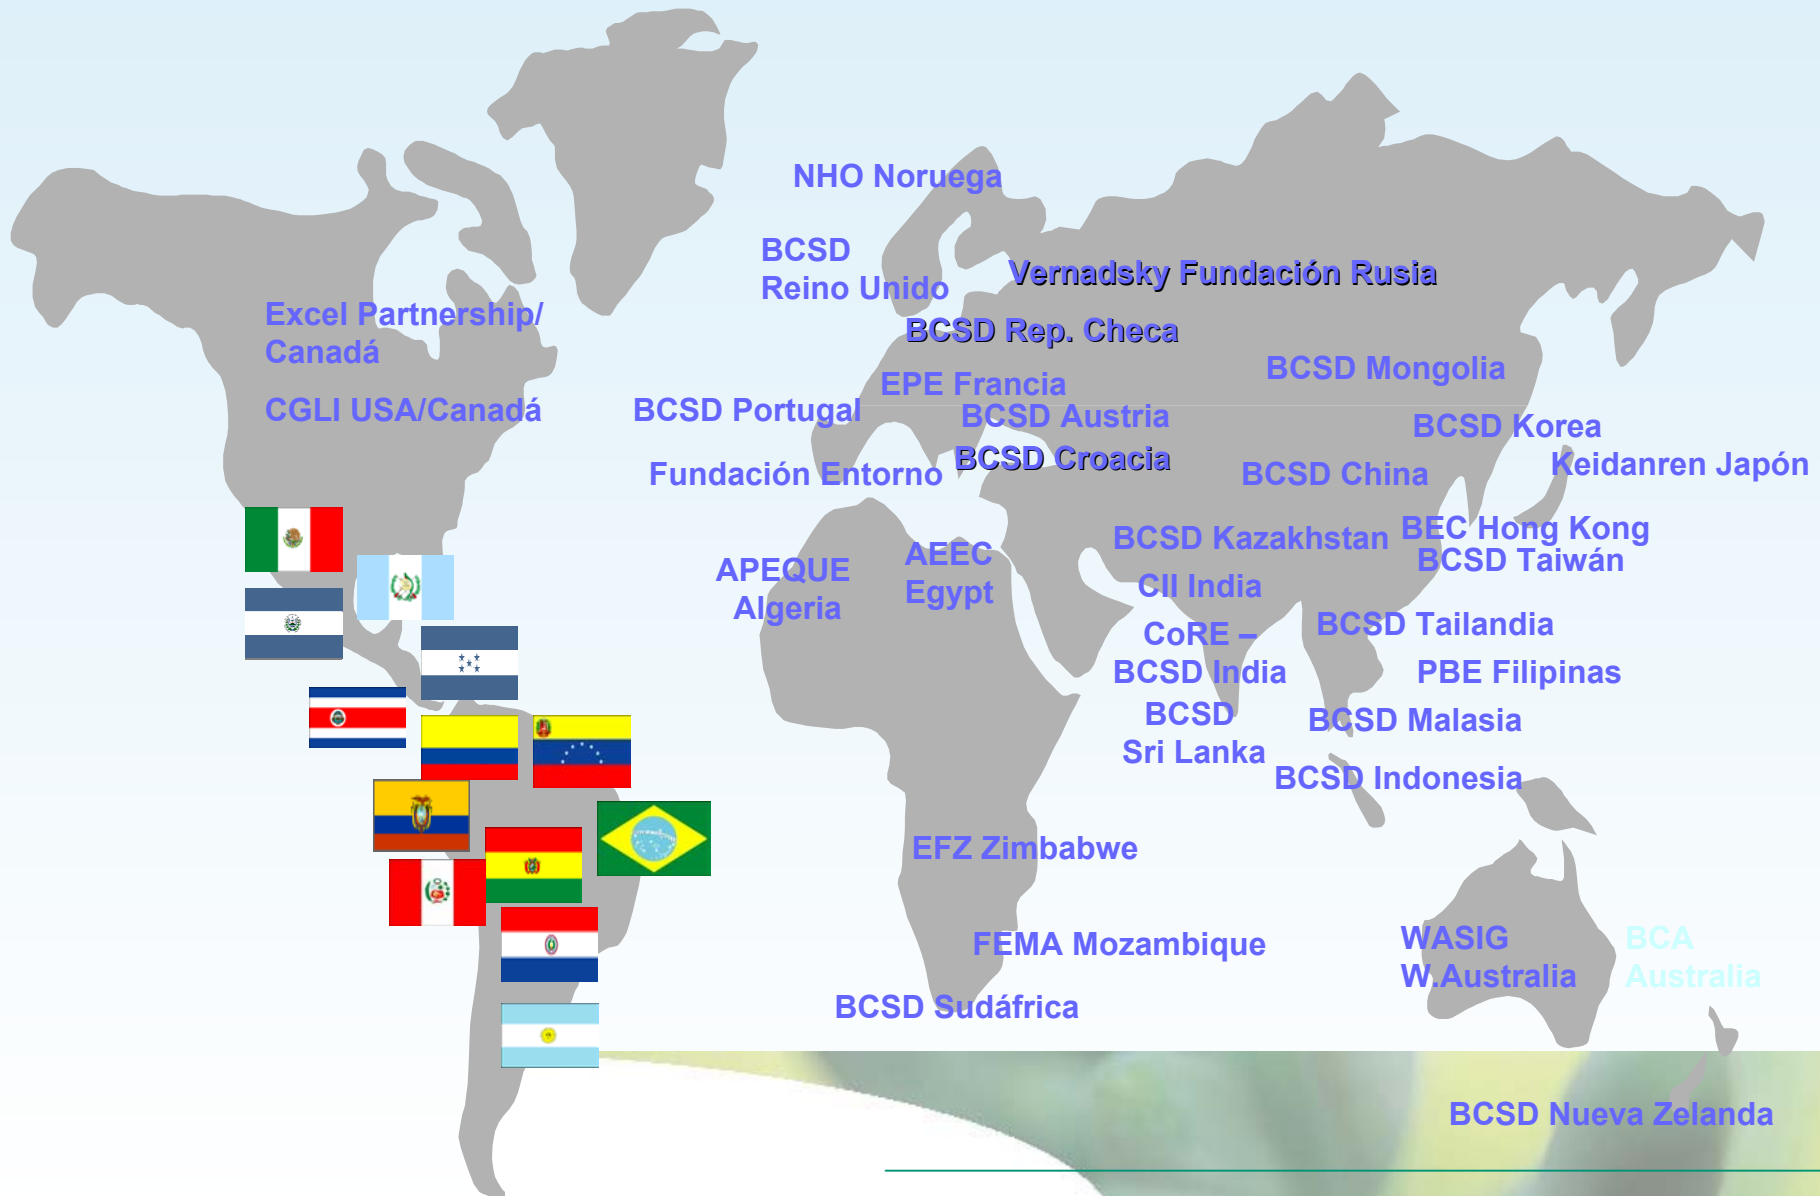 NHO Noruega
BCSD
Reino Unido
Vernadsky Fundación Rusia
Excel Partnership/
Canadá
BCSD Rep. Checa
BCSD Mongolia
EPE Francia
CGLI USA/Canadá
BCSD Portugal
BCSD Austria
BCSD Korea
BCSD Croacia
Keidanren Japón
Fundación Entorno
BCSD China
BCSD Kazakhstan
BEC Hong Kong
BCSD Taiwán
APEQUE
Algeria
AEEC
Egypt
CII India
CoRE –
BCSD India
BCSD Tailandia
PBE Filipinas
BCSD
Sri Lanka
BCSD Malasia
BCSD Indonesia
EFZ Zimbabwe
FEMA Mozambique
WASIG
W.Australia
BCA
Australia
BCSD Sudáfrica
BCSD Nueva Zelanda